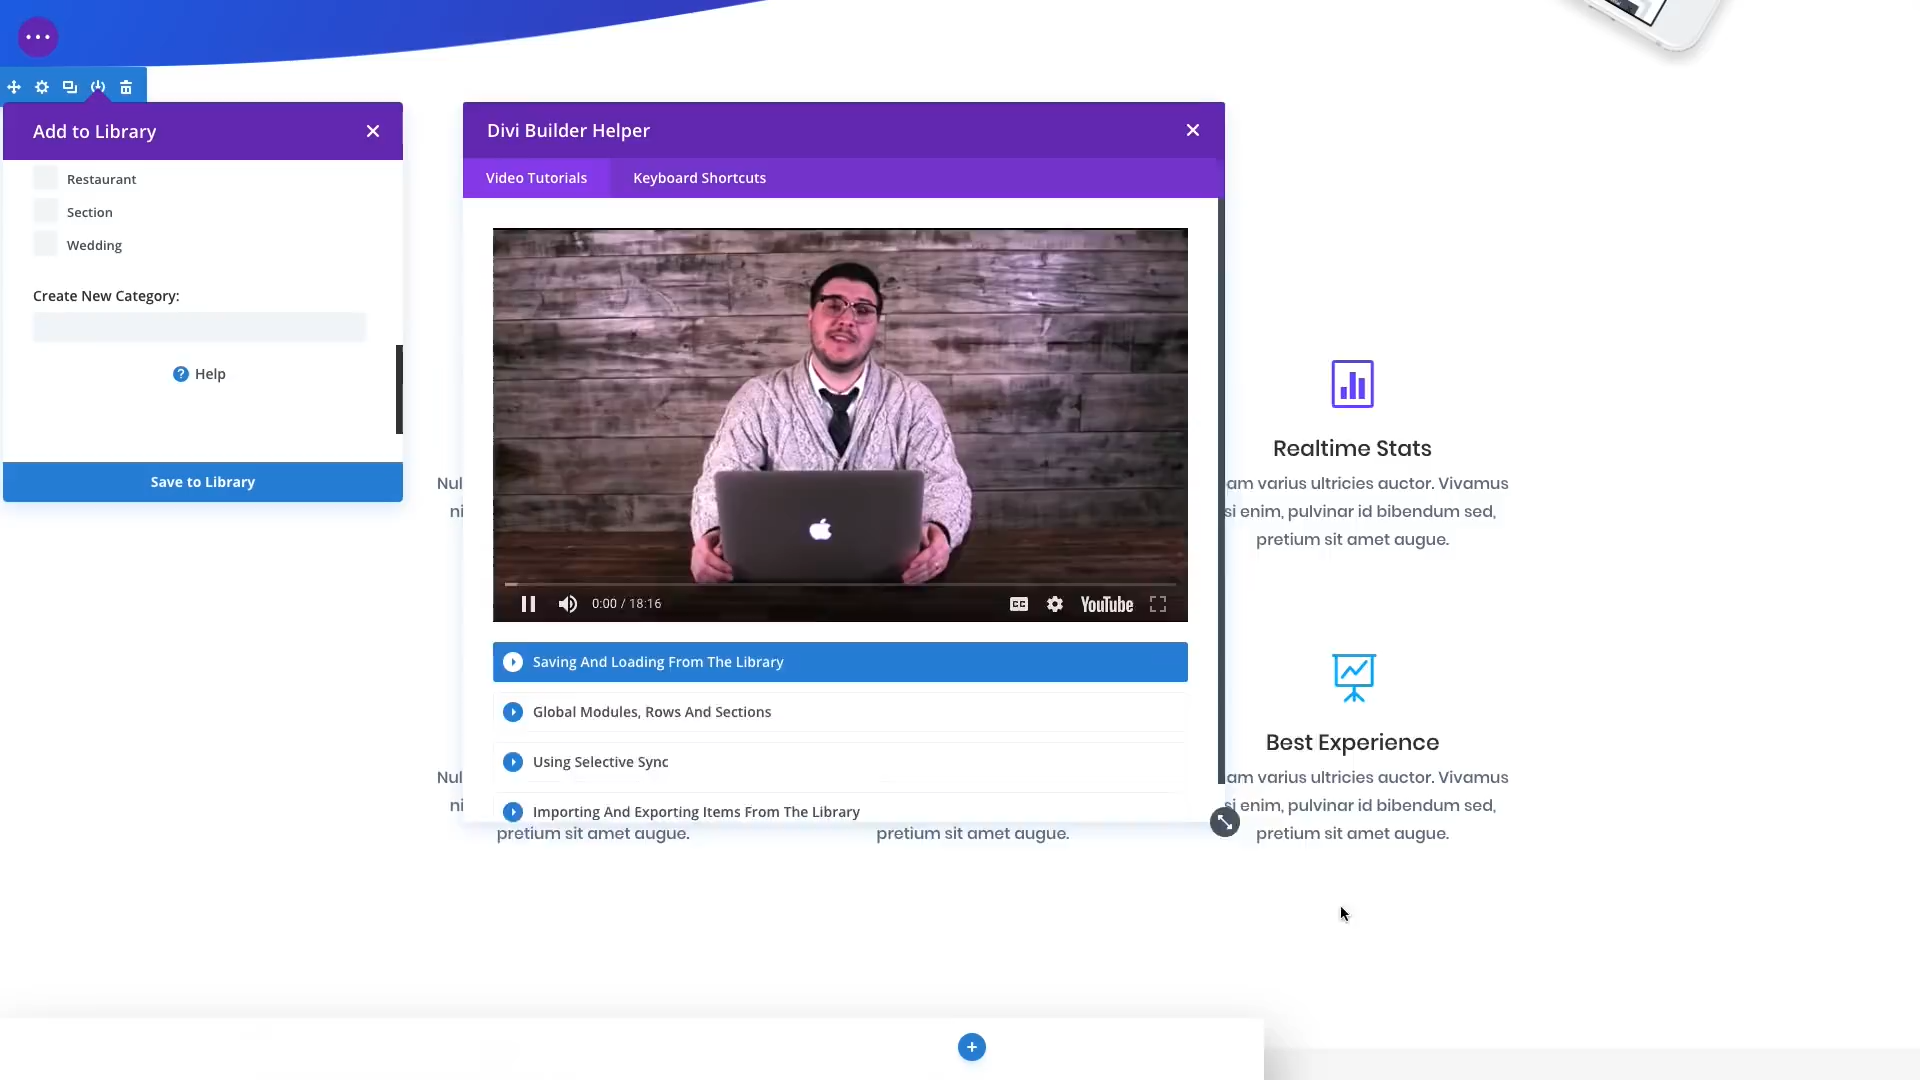 Add to Library
Restaurant
Section
Wedding
Create New Category:
? Help
Save to Library
Divi Builder Helper
Video Tutorials
Keyboard Shortcuts
0:00 / 18:16
CC
YouTube
Saving And Loading From The Library
Global Modules, Rows And Sections
Using Selective Sync
Importing And Exporting Items From The Library
Nul
ni
Realtime Stats
am varius ultricies auctor. Vivamus
si enim, pulvinar id bibendum sed,
pretium sit amet augue.
Nul
ni
pretium sit amet augue.
pretium sit amet augue.
Best Experience
am varius ultricies auctor. Vivamus
si enim, pulvinar id bibendum sed,
pretium sit amet augue.